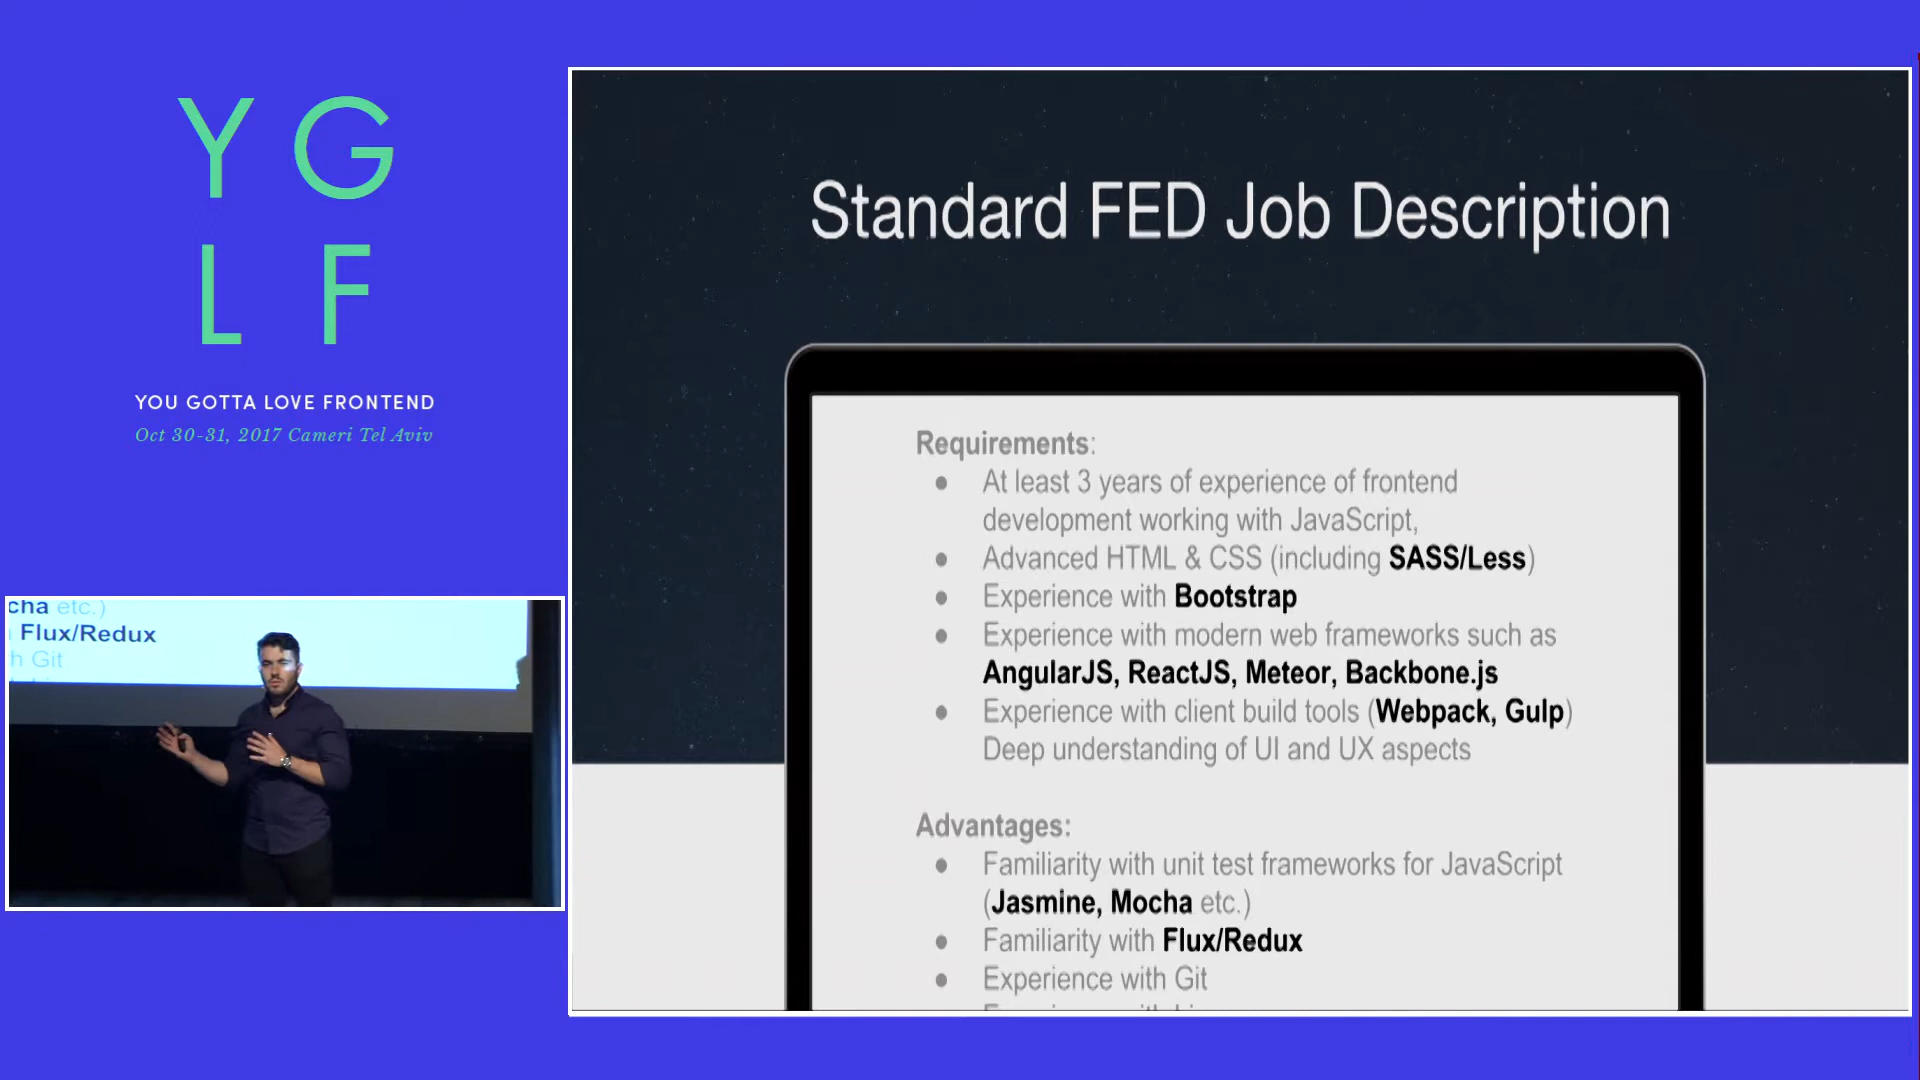 Y G
L F
YOU GOTTA LOVE FRONTEND
Oct 30-31, 2017 Cameri Tel Aviv
cha etc.)
Flux/Redux
h Git
Standard FED Job Description
Requirements:
● At least 3 years of experience of frontend
development working with JavaScript,
● Advanced HTML & CSS (including SASS/Less)
● Experience with Bootstrap
● Experience with modern web frameworks such as
AngularJS, ReactJS, Meteor, Backbone.js
● Experience with client build tools (Webpack, Gulp)
Deep understanding of UI and UX aspects
Advantages:
● Familiarity with unit test frameworks for JavaScript
(Jasmine, Mocha etc.)
● Familiarity with Flux/Redux
● Experience with Git